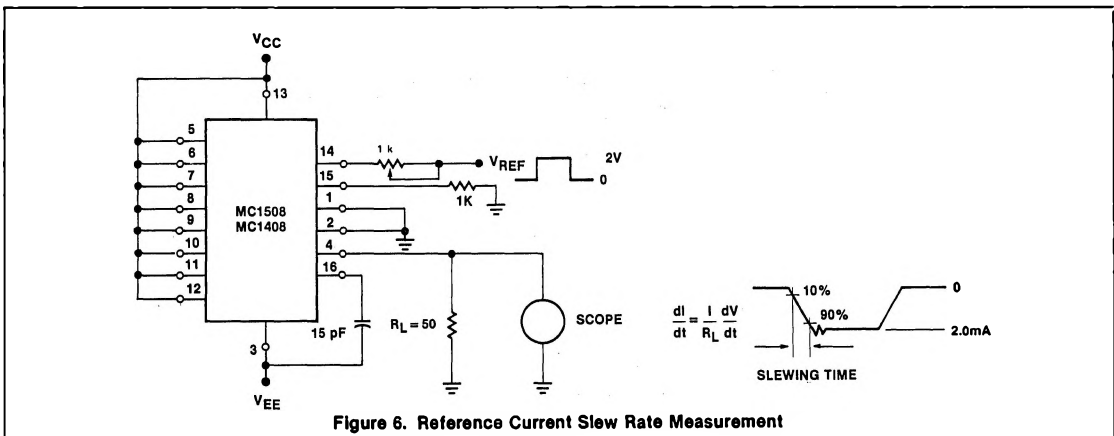 VCC
13
5
6
7
8
9
10
11
12
MC1508
MC1408
14
15
1
2
4
16
3
1 k
VREF
2V
0
1K
15 pF
RL = 50
SCOPE
VEE
dI/dt = I/RL dV/dt
10%
90%
0
2.0mA
SLEWING TIME
Figure 6. Reference Current Slew Rate Measurement